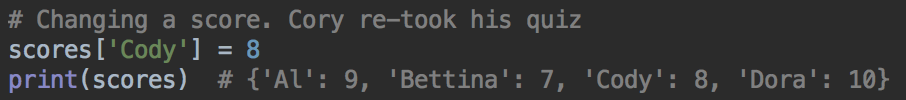 # Changing a score. Cory re-took his quiz
scores['Cody'] = 8
print(scores)  # {'Al': 9, 'Bettina': 7, 'Cody': 8, 'Dora': 10}